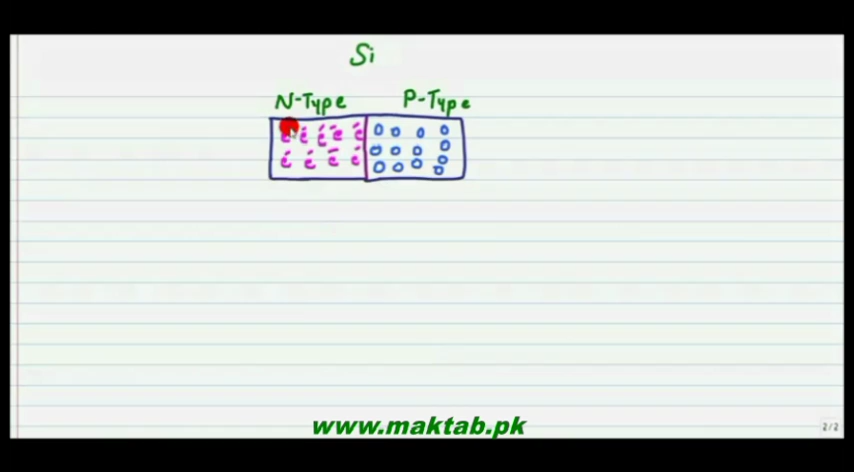 Si
N-Type P-Type
e⁻ e⁻ e⁻ e⁻ e⁻ o o o o
o o o o
e⁻ e⁻ e⁻ e⁻ o o o o o
www.maktab.pk
2/2